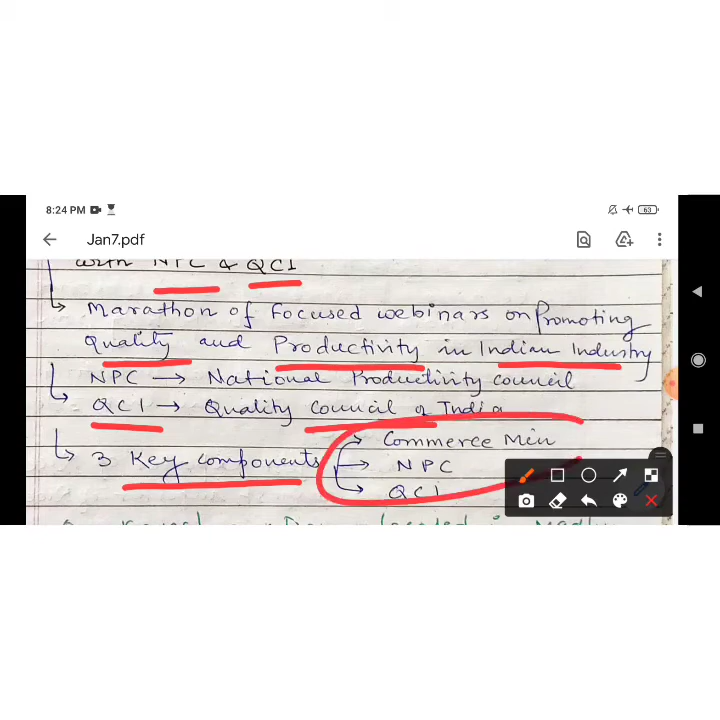 8:24 PM
63
Jan7.pdf
with NPC & QCI
Marathon of Focused webinars on Promoting
Quality and Productivity in Indian Industry
NPC → National Productivity council
QCI → Quality Council of India
3 Key components
→ Commerce Min
→ NPC
→ QCI